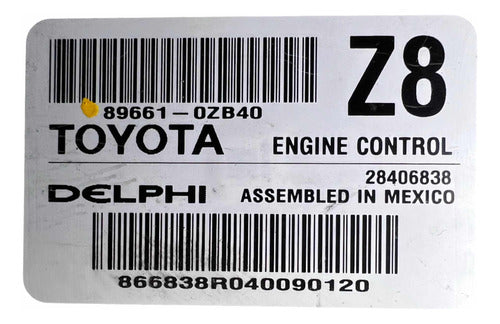 Z8
89661-0ZB40
TOYOTA ENGINE CONTROL
28406838
DELPHI ASSEMBLED IN MEXICO
866838R040090120